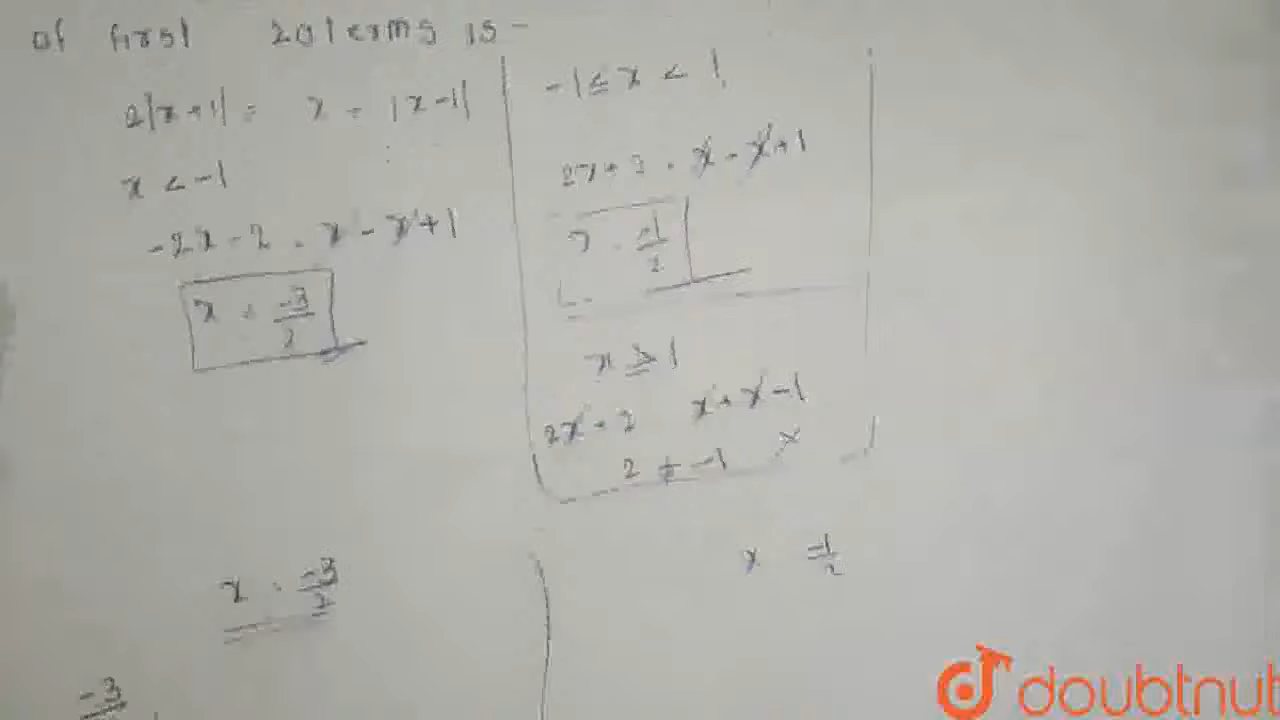 of first 20 terms is -
2|x+1| = x + |x-1|
x < -1
-2x - 2 = x - x + 1
x = -3/2
-1 ≤ x < 1
2x + 2 = x - x + 1
x = -1/2
x ≥ 1
2x + 2 x + x - 1
2 ≠ -1 x
x = -3/2
x -1/2
-3
doubtnut